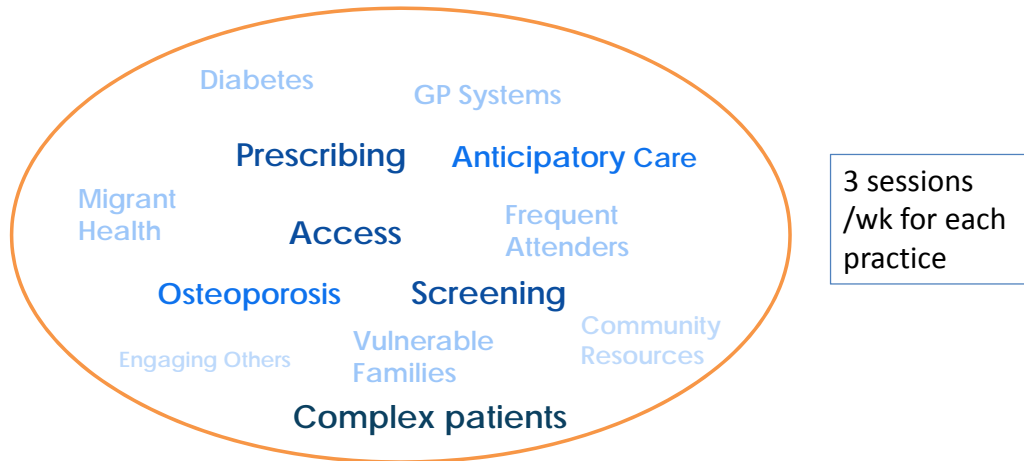 Diabetes
GP Systems
Prescribing
Anticipatory Care
Migrant
Health
Access
Frequent
Attenders
Osteoporosis
Screening
Engaging Others
Vulnerable
Families
Community
Resources
Complex patients
3 sessions
/wk for each
practice